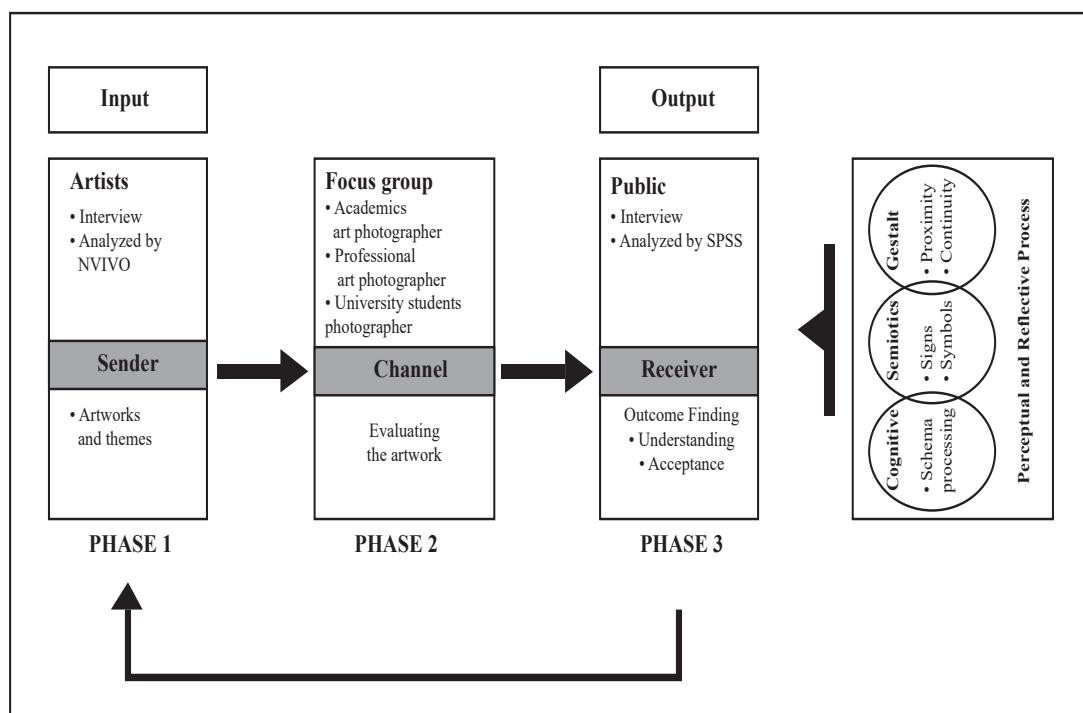 Input
Output
Artists
• Interview
• Analyzed by
NVIVO
Sender
• Artworks
and themes
PHASE 1
Focus group
• Academics
art photographer
• Professional
art photographer
• University students
photographer
Channel
Evaluating
the artwork
PHASE 2
Public
• Interview
• Analyzed by SPSS
Receiver
Outcome Finding
• Understanding
• Acceptance
PHASE 3
Cognitive
• Schema
processing
Semiotics
• Signs
• Symbols
Gestalt
• Proximity
• Continuity
Perceptual and Reflective Process